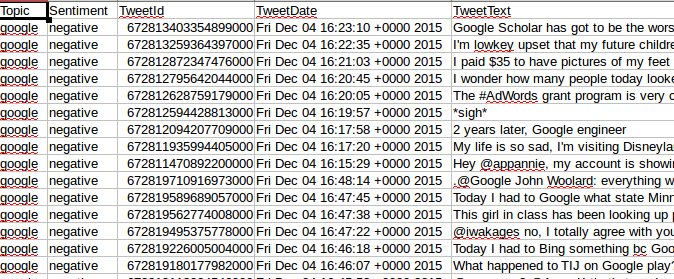 Topic Sentiment TweetId TweetDate TweetText
google negative 672813403354899000 Fri Dec 04 16:23:10 +0000 2015 Google Scholar has got to be the wors
google negative 672813259364397000 Fri Dec 04 16:22:35 +0000 2015 I'm lowkey upset that my future childre
google negative 672812872347476000 Fri Dec 04 16:21:03 +0000 2015 I paid $35 to have pictures of my feet
google negative 672812795642044000 Fri Dec 04 16:20:45 +0000 2015 I wonder how many people today looke
google negative 672812628759179000 Fri Dec 04 16:20:05 +0000 2015 The #AdWords grant program is very c
google negative 672812594428813000 Fri Dec 04 16:19:57 +0000 2015 *sigh*
google negative 672812094207709000 Fri Dec 04 16:17:58 +0000 2015 2 years later, Google engineer
google negative 672811935994405000 Fri Dec 04 16:17:20 +0000 2015 My life is so sad, I'm visiting Disneylan
google negative 672811470892200000 Fri Dec 04 16:15:29 +0000 2015 Hey @appannie, my account is showin
google negative 672819710916973000 Fri Dec 04 16:48:14 +0000 2015 .@Google John Woolard: everything w
google negative 672819589689057000 Fri Dec 04 16:47:45 +0000 2015 Today I had to Google what state Minn
google negative 672819562774008000 Fri Dec 04 16:47:38 +0000 2015 This girl in class has been looking up p
google negative 672819495375778000 Fri Dec 04 16:47:22 +0000 2015 @iwakages no, I totally agree with you
google negative 672819226005004000 Fri Dec 04 16:46:18 +0000 2015 Today I had to Bing something bc Goo
google negative 672819180177982000 Fri Dec 04 16:46:07 +0000 2015 What happened to TIJ on Google play?